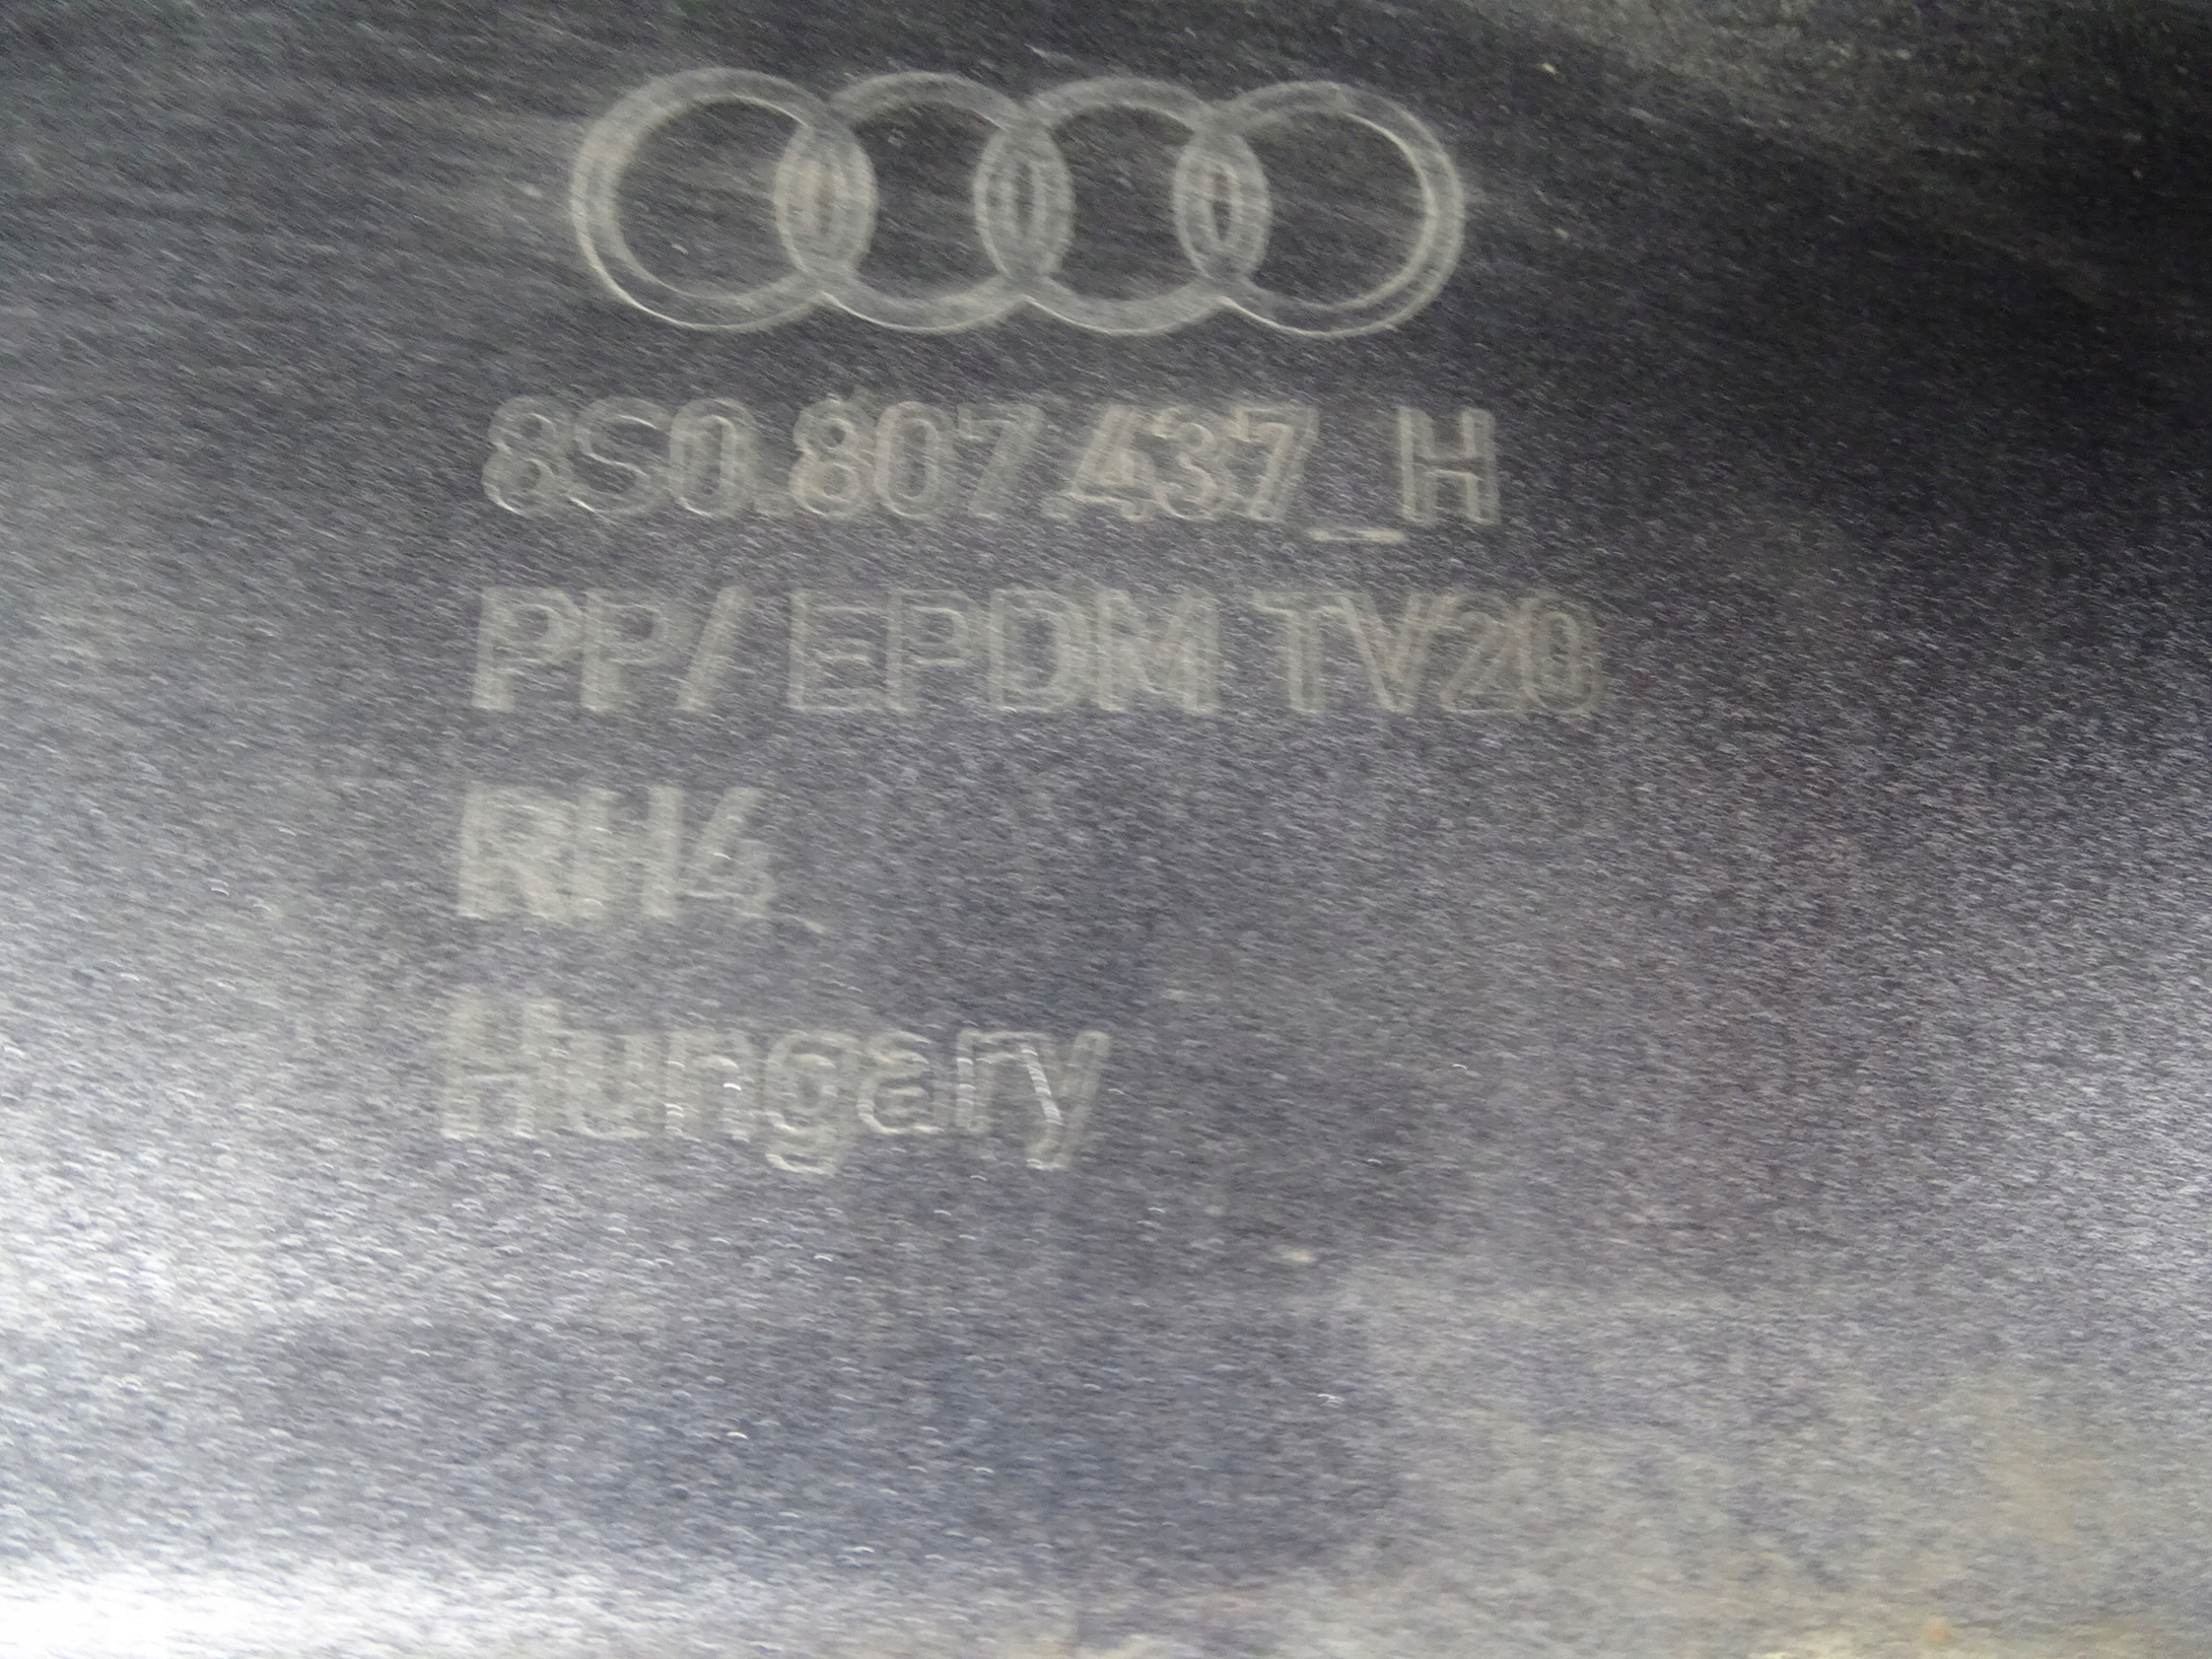 8S0.807.437_H
PP/EPDM TV20
RH4
Hungary